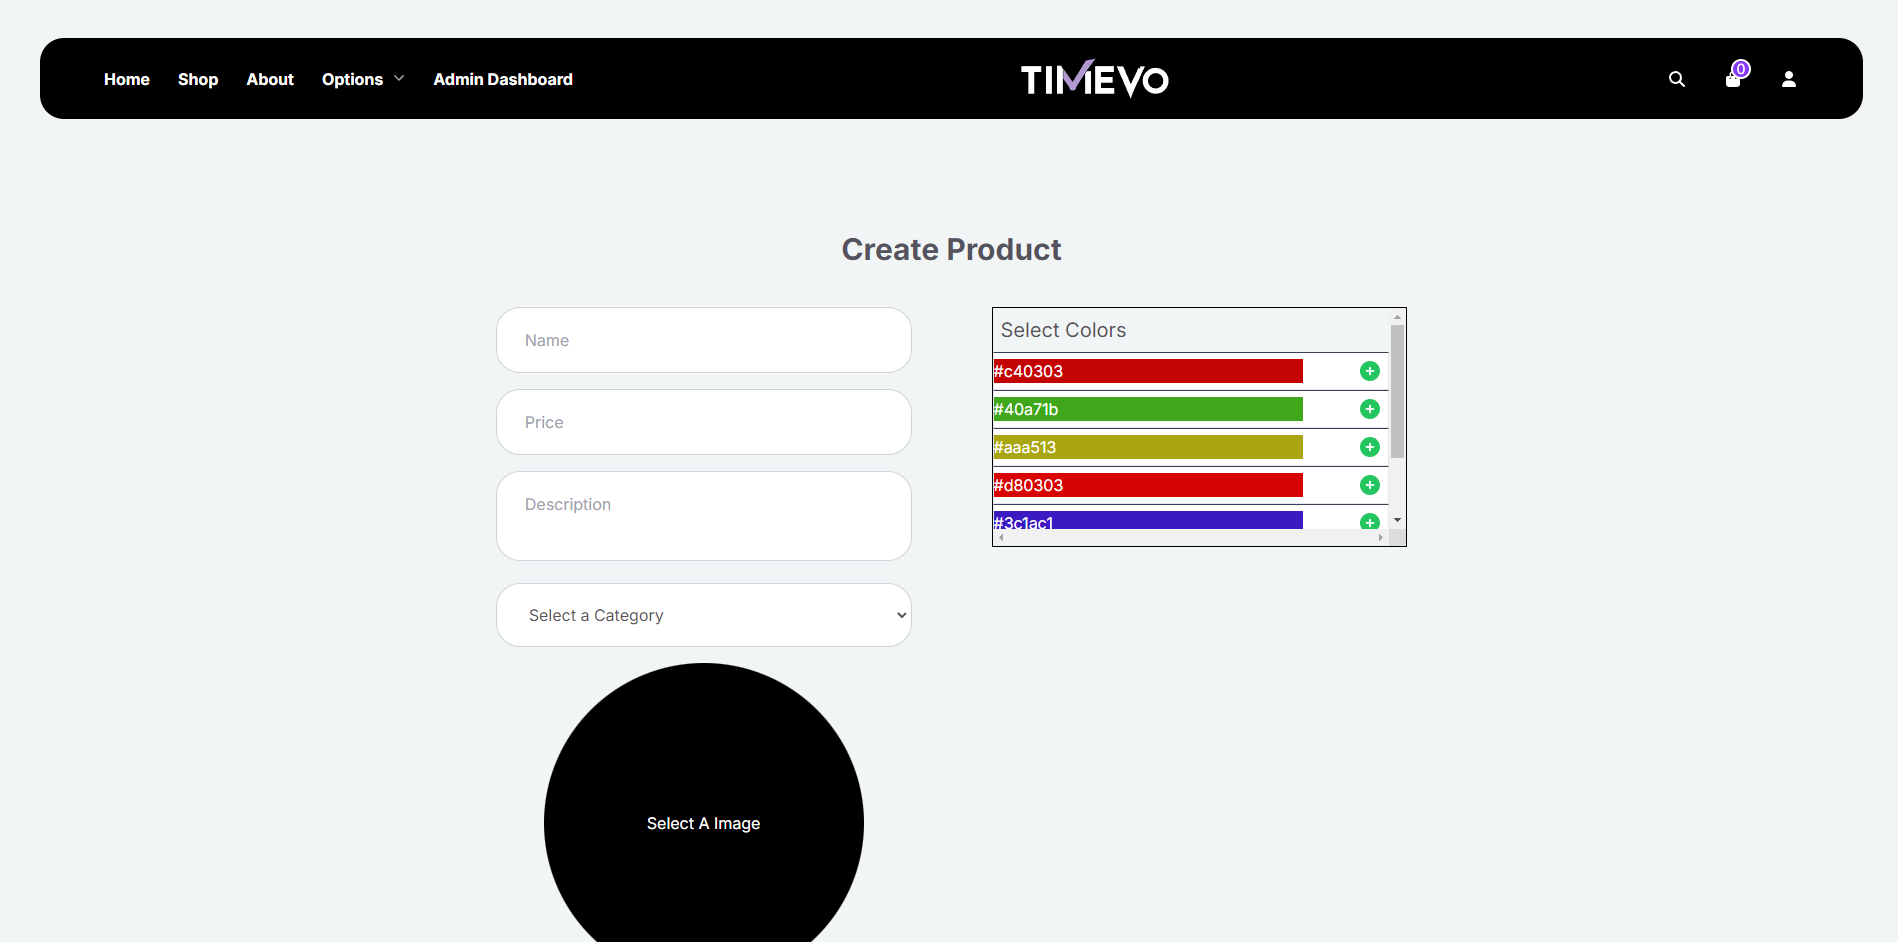 Home Shop About Options Admin Dashboard
TIMEVO
0
Create Product
Name
Price
Description
Select a Category
Select A Image
Select Colors
#c40303
#40a71b
#aaa513
#d80303
#3c1ac1